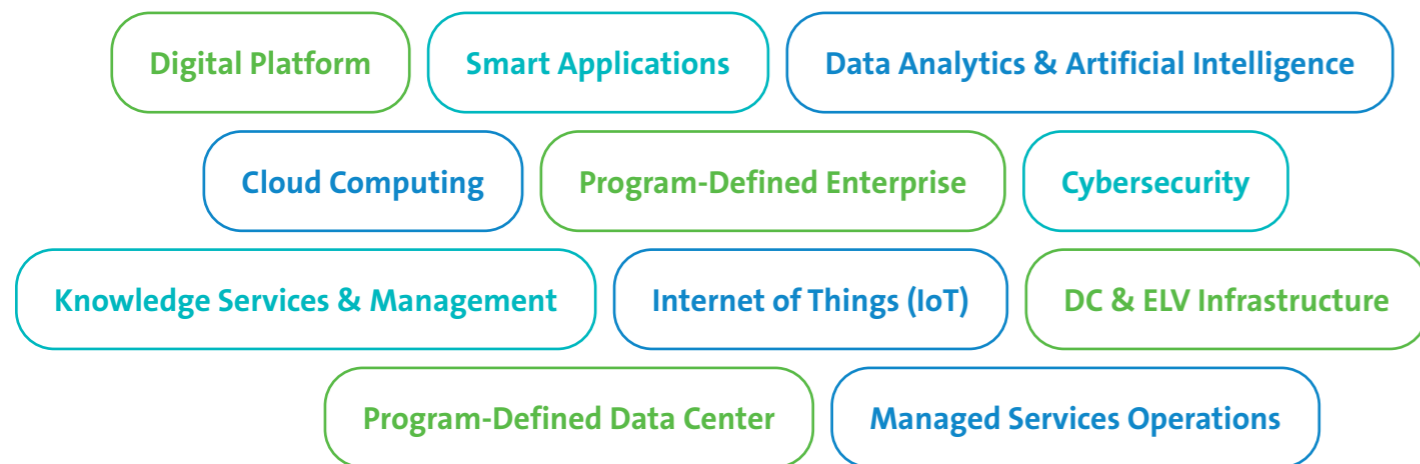 Digital Platform
Smart Applications
Data Analytics & Artificial Intelligence
Cloud Computing
Program-Defined Enterprise
Cybersecurity
Knowledge Services & Management
Internet of Things (IoT)
DC & ELV Infrastructure
Program-Defined Data Center
Managed Services Operations